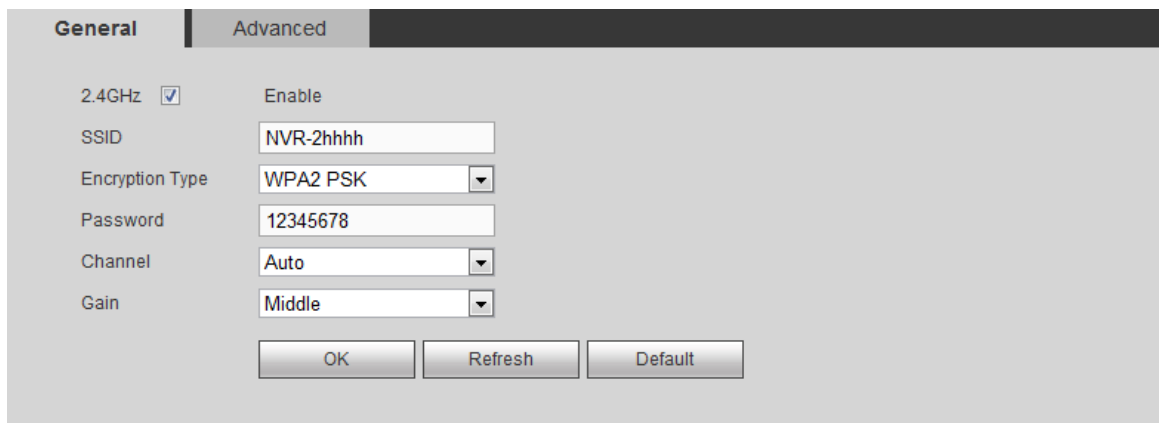 General Advanced
2.4GHz Enable
SSID NVR-2hhhh
Encryption Type WPA2 PSK
Password 12345678
Channel Auto
Gain Middle
OK Refresh Default